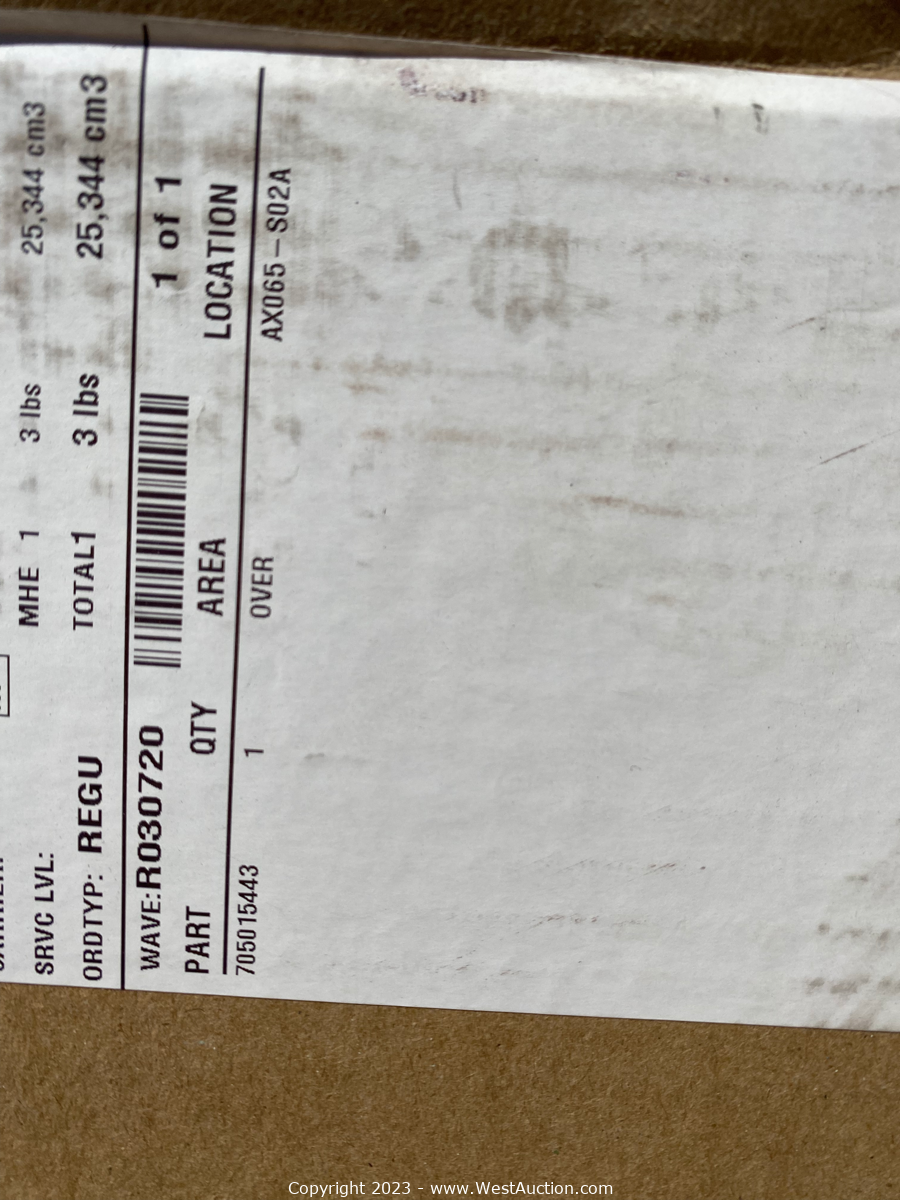 SRVC LVL: MHE 1 3 lbs 25,344 cm3
ORDTYP: REGU TOTAL1 3 lbs 25,344 cm3
WAVE:R030720 1 of 1
PART QTY AREA LOCATION
705015443 1 OVER AX065-S02A
Copyright 2023 - www.WestAuction.com